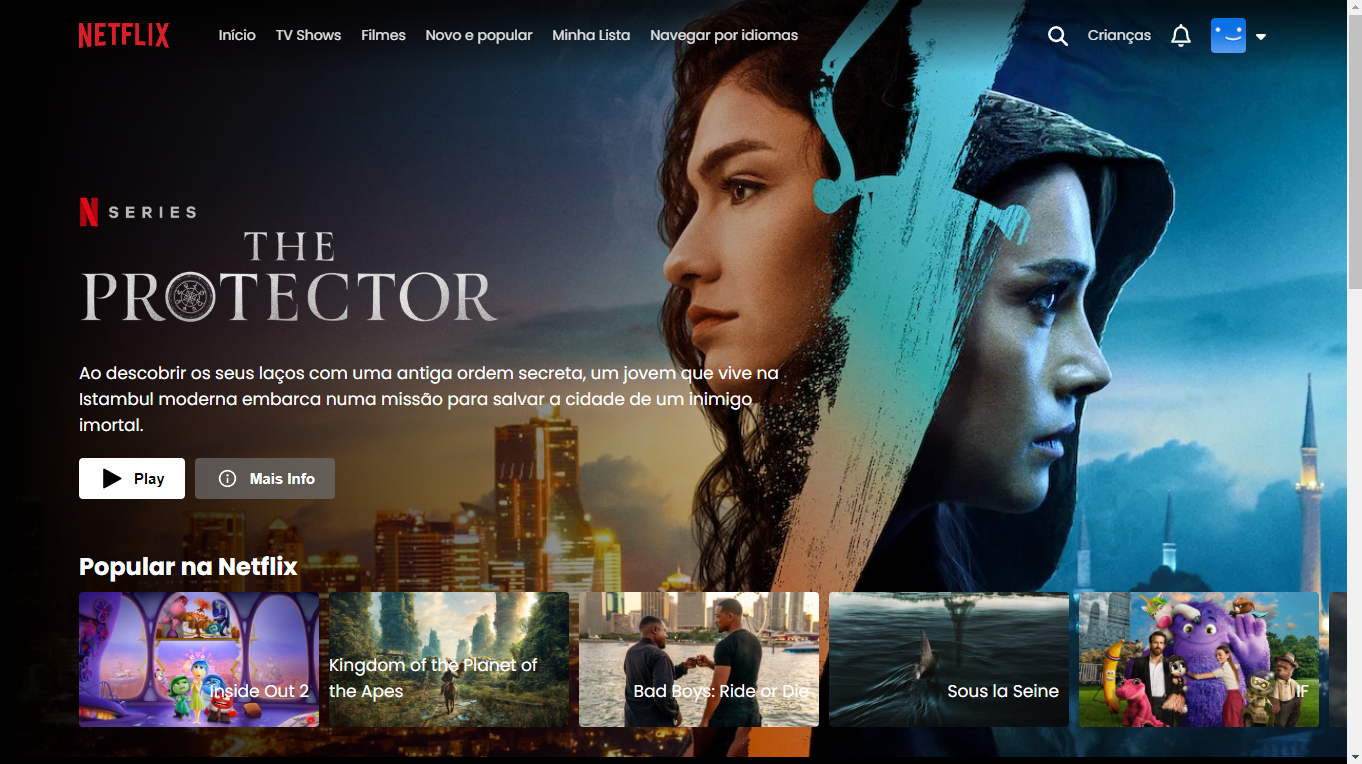 NETFLIX
Início
TV Shows
Filmes
Novo e popular
Minha Lista
Navegar por idiomas
Crianças
N SERIES
THE
PROTECTOR
Ao descobrir os seus laços com uma antiga ordem secreta, um jovem que vive na
Istambul moderna embarca numa missão para salvar a cidade de um inimigo
imortal.
Play
Mais Info
Popular na Netflix
Inside Out 2
Kingdom of the Planet of
the Apes
Bad Boys: Ride or Die
Sous la Seine
IF